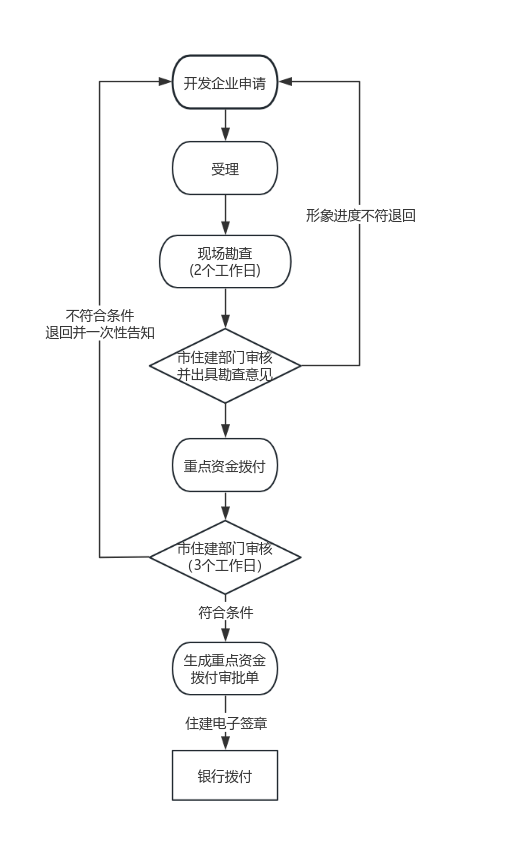 开发企业申请
受理
形象进度不符退回
现场勘查
(2个工作日)
不符合条件
退回并一次性告知
市住建部门审核
并出具勘查意见
重点资金拨付
市住建部门审核
(3个工作日)
符合条件
生成重点资金
拨付审批单
住建电子签章
银行拨付